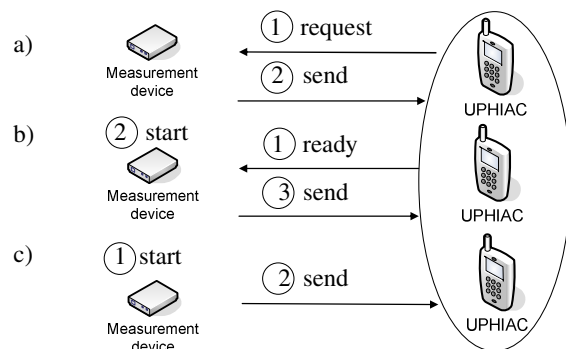 a)
① request
Measurement
device
② send
UPHIAC
b)
② start
① ready
Measurement
device
③ send
UPHIAC
c)
① start
② send
Measurement
device
UPHIAC